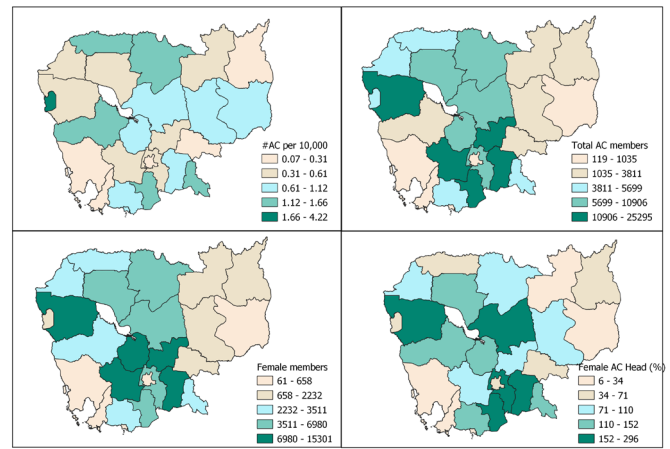 #AC per 10,000
0.07 - 0.31
0.31 - 0.61
0.61 - 1.12
1.12 - 1.66
1.66 - 4.22
Total AC members
119 - 1035
1035 - 3811
3811 - 5699
5699 - 10906
10906 - 25295
Female members
61 - 658
658 - 2232
2232 - 3511
3511 - 6980
6980 - 15301
Female AC Head (%)
6 - 34
34 - 71
71 - 110
110 - 152
152 - 296